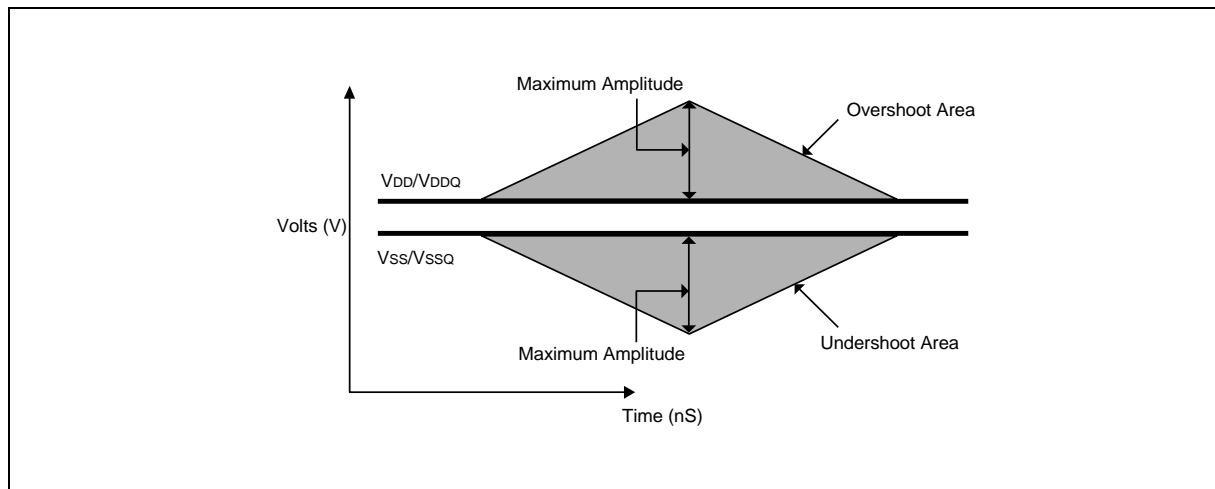 Maximum Amplitude
Overshoot Area
VDD/VDDQ
Volts (V)
VSS/VSSQ
Maximum Amplitude
Undershoot Area
Time (nS)